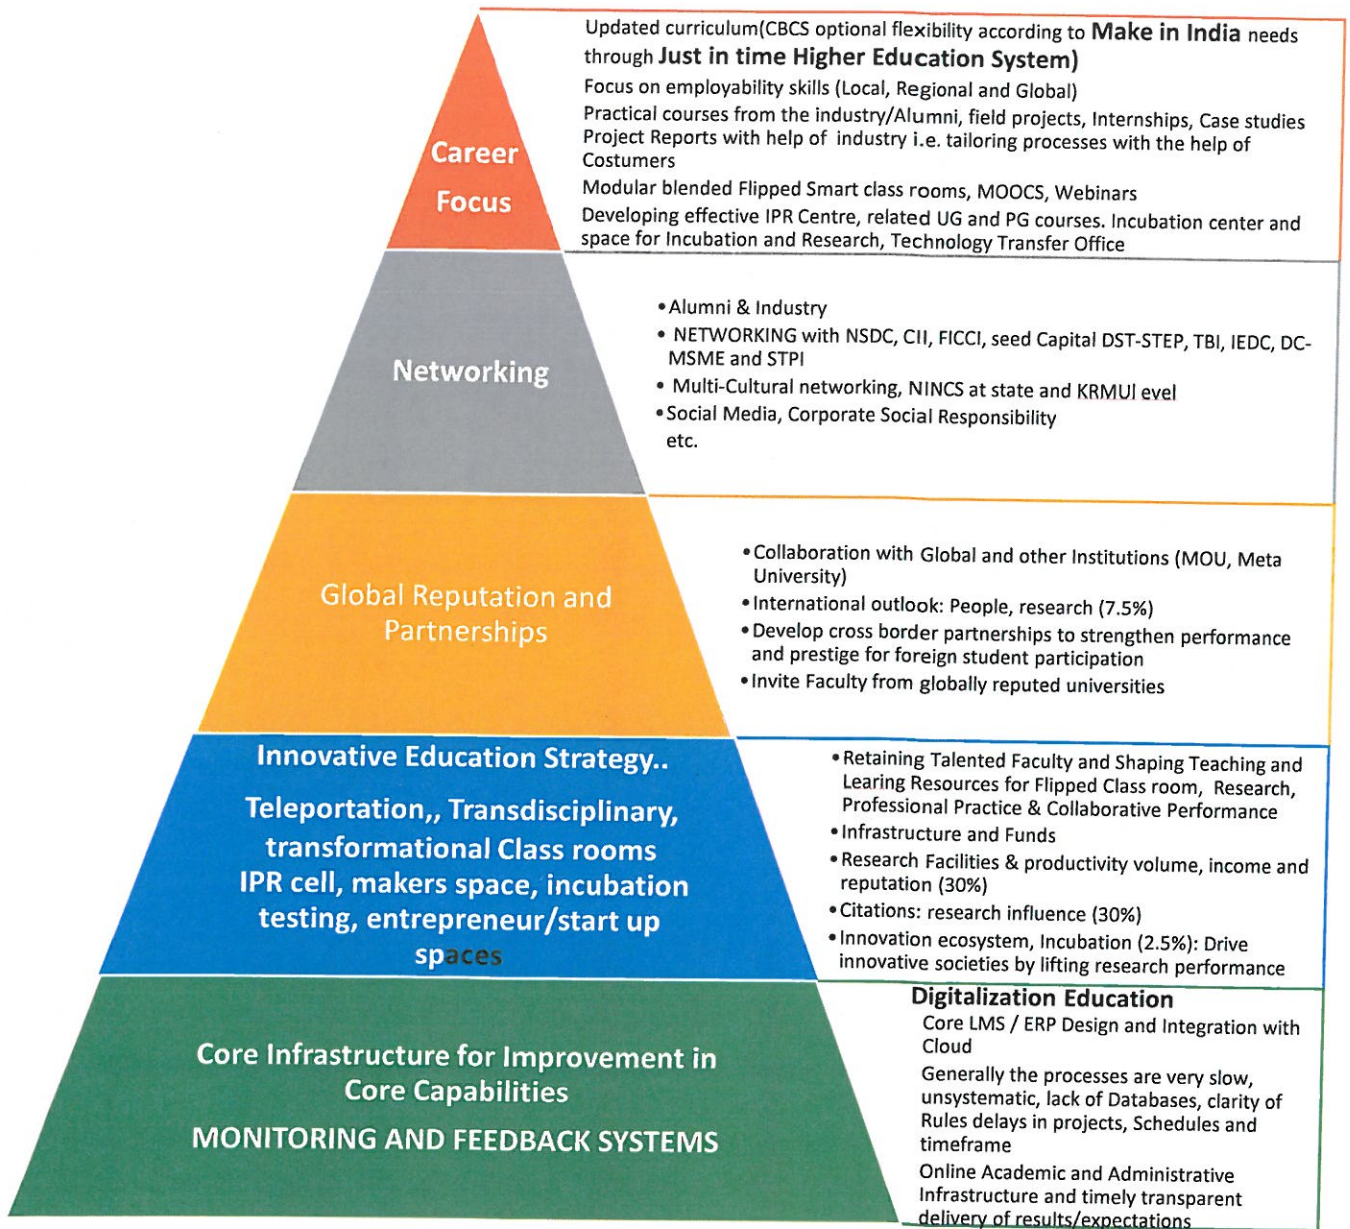 Career
Focus
Updated curriculum(CBCS optional flexibility according to Make in India needs
through Just in time Higher Education System)
Focus on employability skills (Local, Regional and Global)
Practical courses from the industry/Alumni, field projects, Internships, Case studies
Project Reports with help of industry i.e. tailoring processes with the help of
Costumers
Modular blended Flipped Smart class rooms, MOOCS, Webinars
Developing effective IPR Centre, related UG and PG courses. Incubation center and
space for Incubation and Research, Technology Transfer Office
Networking
• Alumni & Industry
• NETWORKING with NSDC, CII, FICCI, seed Capital DST-STEP, TBI, IEDC, DC-
MSME and STPI
• Multi-Cultural networking, NINCS at state and KRMUl evel
• Social Media, Corporate Social Responsibility
etc.
Global Reputation and
Partnerships
• Collaboration with Global and other Institutions (MOU, Meta
University)
• International outlook: People, research (7.5%)
• Develop cross border partnerships to strengthen performance
and prestige for foreign student participation
• Invite Faculty from globally reputed universities
Innovative Education Strategy..
Teleportation,, Transdisciplinary,
transformational Class rooms
IPR cell, makers space, incubation
testing, entrepreneur/start up
spaces
• Retaining Talented Faculty and Shaping Teaching and
Learing Resources for Flipped Class room, Research,
Professional Practice & Collaborative Performance
• Infrastructure and Funds
• Research Facilities & productivity volume, income and
reputation (30%)
• Citations: research influence (30%)
• Innovation ecosystem, Incubation (2.5%): Drive
innovative societies by lifting research performance
Core Infrastructure for Improvement in
Core Capabilities
MONITORING AND FEEDBACK SYSTEMS
Digitalization Education
Core LMS / ERP Design and Integration with
Cloud
Generally the processes are very slow,
unsystematic, lack of Databases, clarity of
Rules delays in projects, Schedules and
timeframe
Online Academic and Administrative
Infrastructure and timely transparent
delivery of results/expectations